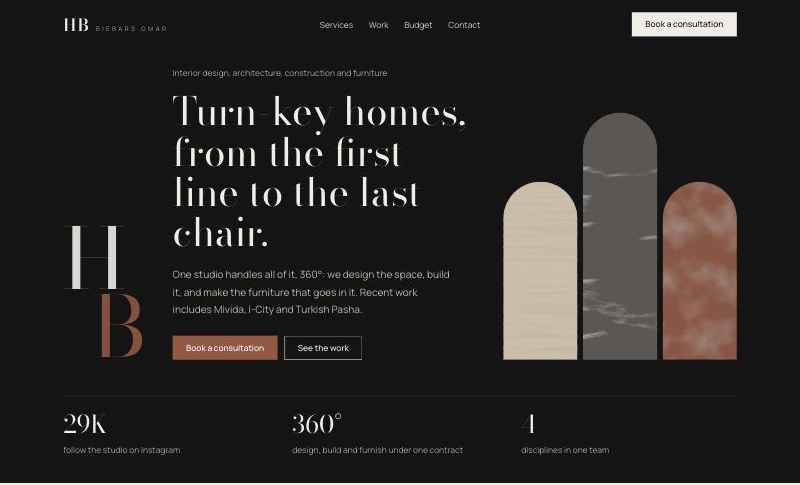 HB BIEBARS OMAR
Services Work Budget Contact
Book a consultation
Interior design, architecture, construction and furniture
Turn-key homes,
from the first
line to the last
chair.
H
B
One studio handles all of it, 360°: we design the space, build
it, and make the furniture that goes in it. Recent work
includes Mivida, I-City and Turkish Pasha.
Book a consultation
See the work
29K
follow the studio on Instagram
360°
design, build and furnish under one contract
4
disciplines in one team